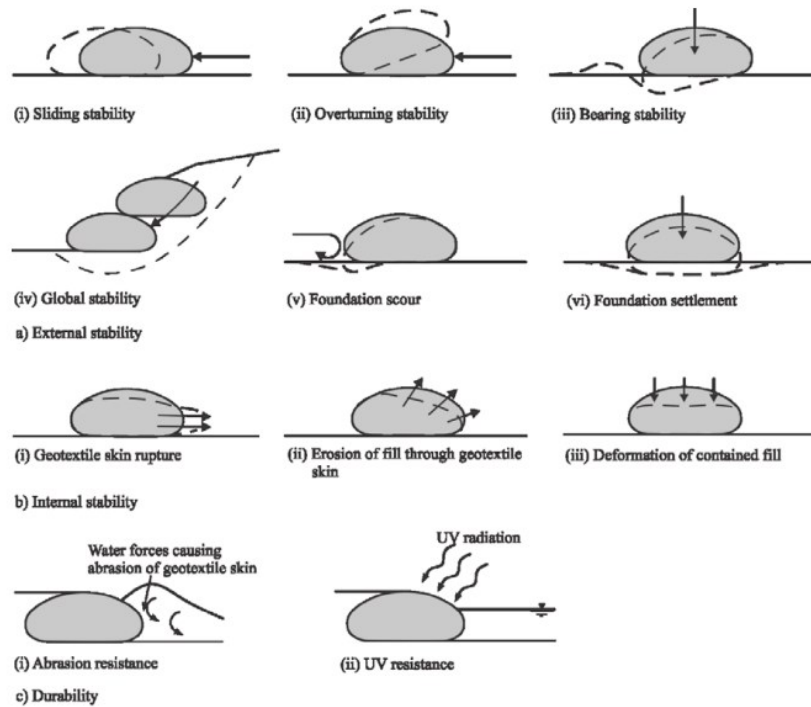 (i) Sliding stability
(ii) Overturning stability
(iii) Bearing stability
(iv) Global stability
(v) Foundation scour
(vi) Foundation settlement
a) External stability
(i) Geotextile skin rupture
(ii) Erosion of fill through geotextile
skin
(iii) Deformation of contained fill
b) Internal stability
Water forces causing
abrasion of geotextile skin
UV radiation
(i) Abrasion resistance
(ii) UV resistance
c) Durability